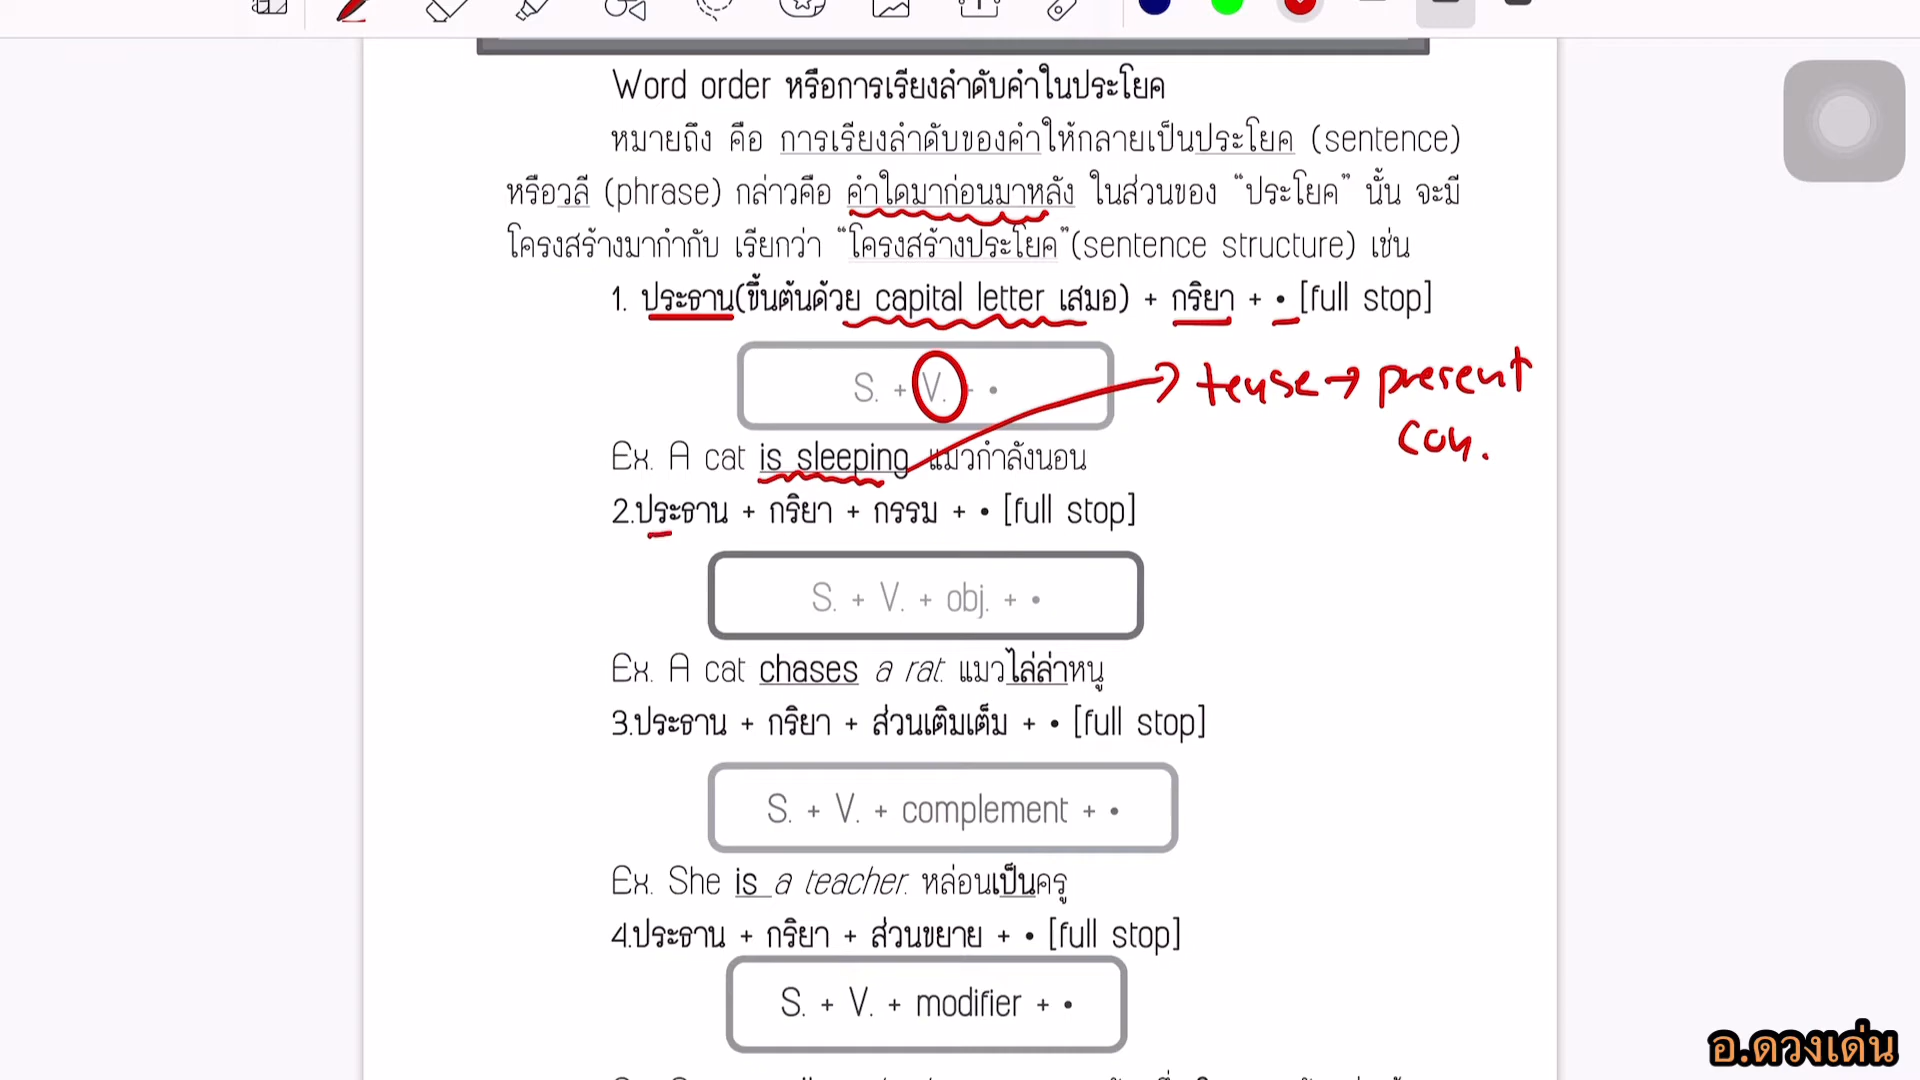 Word order หรือการเรียงลำดับคำในประโยค
หมายถึง คือ การเรียงลำดับของคำให้กลายเป็นประโยค (sentence)
หรือวลี (phrase) กล่าวคือ คำใดมาก่อนมาหลัง ในส่วนของ “ประโยค” นั้น จะมี
โครงสร้างมากำกับ เรียกว่า “โครงสร้างประโยค”(sentence structure) เช่น
1. ประธาน(ขึ้นต้นด้วย capital letter เสมอ) + กริยา + • [full stop]
S. + V. + •
tense → present
con.
Ex. A cat is sleeping แมวกำลังนอน
2.ประธาน + กริยา + กรรม + • [full stop]
S. + V. + obj. + •
Ex. A cat chases a rat. แมวไล่ล่าหนู
3.ประธาน + กริยา + ส่วนเติมเต็ม + • [full stop]
S. + V. + complement + •
Ex. She is a teacher. หล่อนเป็นครู
4.ประธาน + กริยา + ส่วนขยาย + • [full stop]
S. + V. + modifier + •
อ.ดวงเด่น